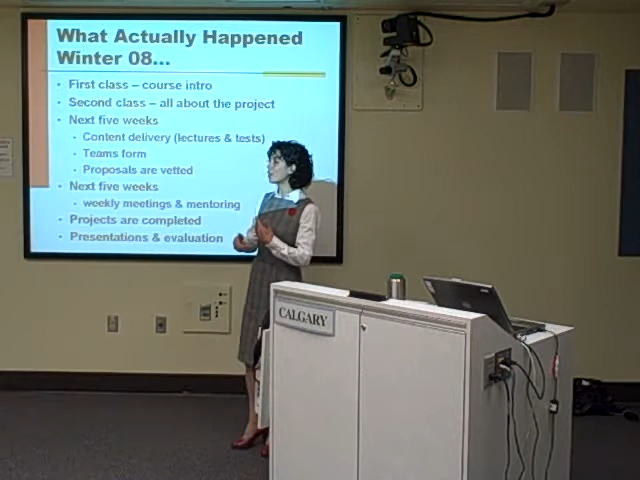 What Actually Happened
Winter 08...
First class – course intro
Second class – all about the project
Next five weeks
Content delivery (lectures & tests)
Teams form
Proposals are vetted
Next five weeks
weekly meetings & mentoring
Projects are completed
Presentations & evaluation
CALGARY